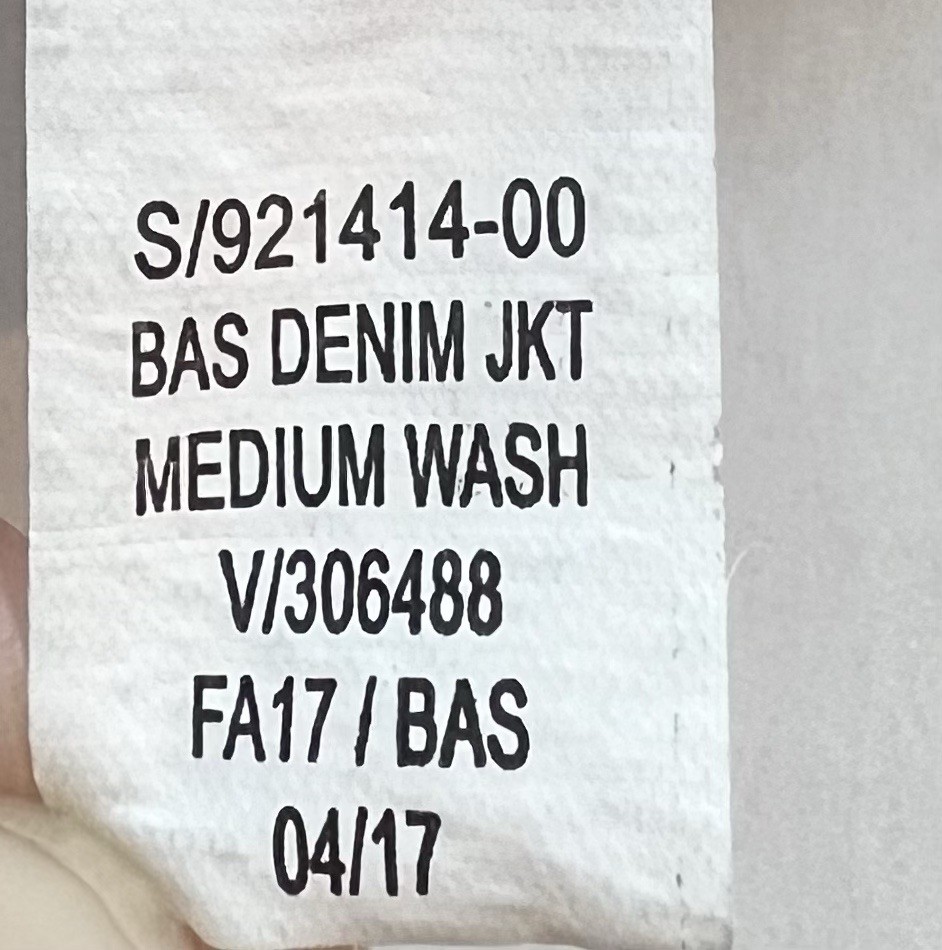 S/921414-00
BAS DENIM JKT
MEDIUM WASH
V/306488
FA17 / BAS
04/17